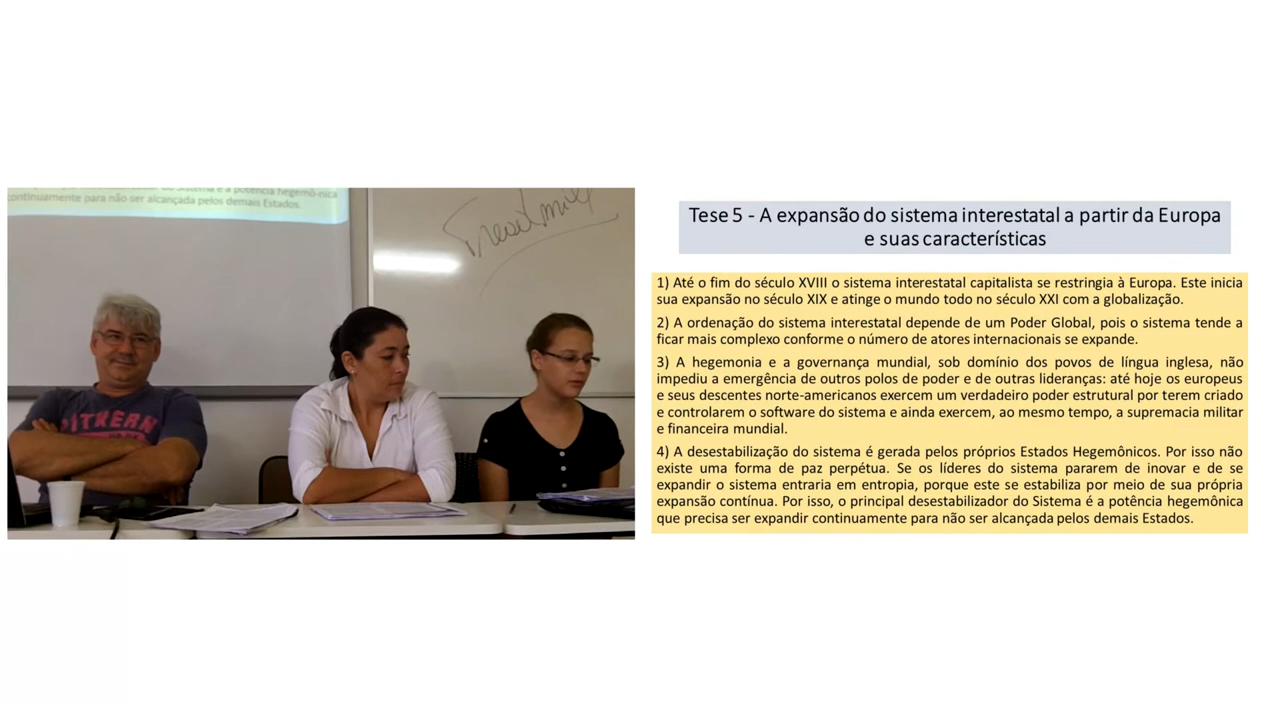 do Sistema é a potência hegemô-nica
continuamente para não ser alcançada pelos demais Estados.
PITKERN
Tese 5 - A expansão do sistema interestatal a partir da Europa
e suas características
1) Até o fim do século XVIII o sistema interestatal capitalista se restringia à Europa. Este inicia
sua expansão no século XIX e atinge o mundo todo no século XXI com a globalização.
2) A ordenação do sistema interestatal depende de um Poder Global, pois o sistema tende a
ficar mais complexo conforme o número de atores internacionais se expande.
3) A hegemonia e a governança mundial, sob domínio dos povos de língua inglesa, não
impediu a emergência de outros polos de poder e de outras lideranças: até hoje os europeus
e seus descentes norte-americanos exercem um verdadeiro poder estrutural por terem criado
e controlarem o software do sistema e ainda exercem, ao mesmo tempo, a supremacia militar
e financeira mundial.
4) A desestabilização do sistema é gerada pelos próprios Estados Hegemônicos. Por isso não
existe uma forma de paz perpétua. Se os líderes do sistema pararem de inovar e de se
expandir o sistema entraria em entropia, porque este se estabiliza por meio de sua própria
expansão contínua. Por isso, o principal desestabilizador do Sistema é a potência hegemônica
que precisa ser expandir continuamente para não ser alcançada pelos demais Estados.